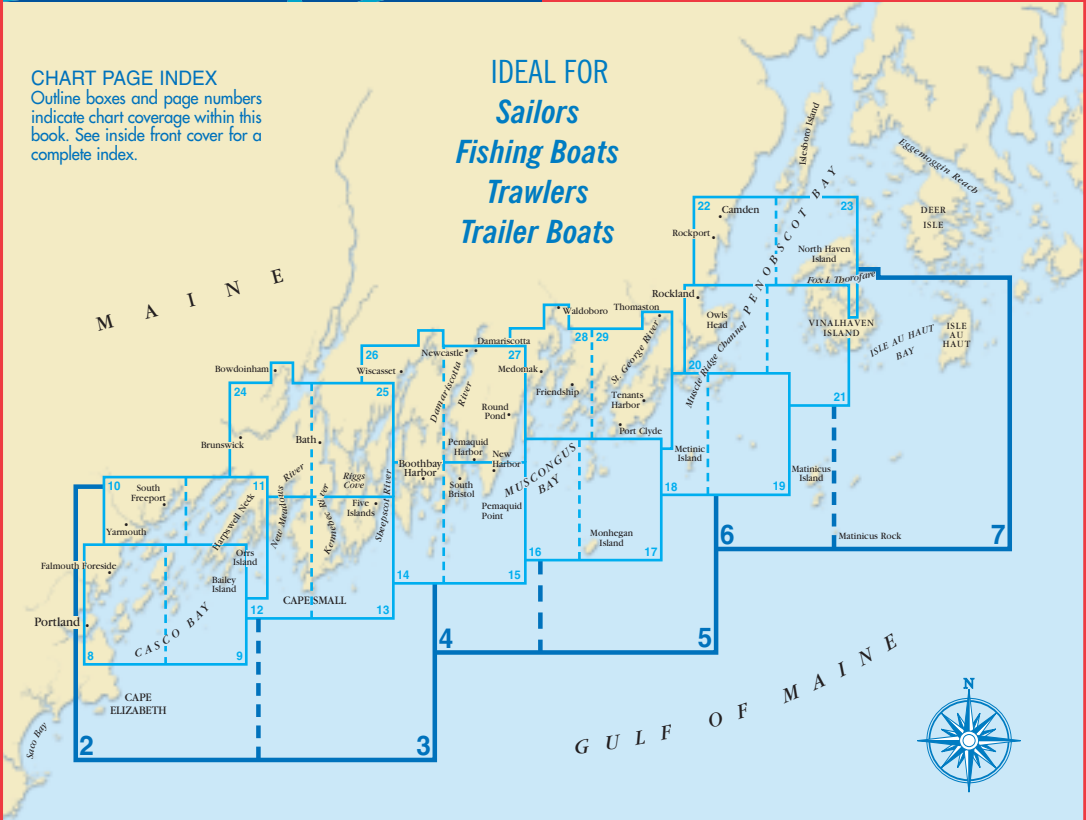 CHART PAGE INDEX
Outline boxes and page numbers
indicate chart coverage within this
book. See inside front cover for a
complete index.
IDEAL FOR
Sailors
Fishing Boats
Trawlers
Trailer Boats
MAINE
Islesboro Island
Eggemoggin Reach
DEER
ISLE
22
Camden
23
Rockport
PENOBSCOT BAY
North Haven
Island
Fox I. Thorofare
Rockland
Owls
Head
VINALHAVEN
ISLAND
ISLE AU HAUT
BAY
ISLE
AU
HAUT
Muscle Ridge Channel
20
21
Waldoboro
Thomaston
28
29
St. George River
Damariscotta
Newcastle
27
26
Wiscasset
25
Medomak
Friendship
Damariscotta
River
Round
Pond
Tenants
Harbor
Port Clyde
Bowdoinham
24
Brunswick
Bath
Pemaquid
Harbor
New
Harbor
Boothbay
Harbor
South
Bristol
MUSCONGUS
BAY
Pemaquid
Point
Metinic
Island
18
19
Matinicus
Island
Matinicus Rock
Monhegan
Island
16
17
6
7
10
South
Freeport
11
Yarmouth
Harpswell Neck
New Meadows River
Kennebec River
Riggs
Cove
Five
Islands
Sheepscot River
Falmouth Foreside
Orrs
Island
Bailey
Island
14
15
CAPE SMALL
12
13
Portland
CASCO BAY
8
9
4
5
CAPE
ELIZABETH
Saco Bay
2
3
GULF OF MAINE
N